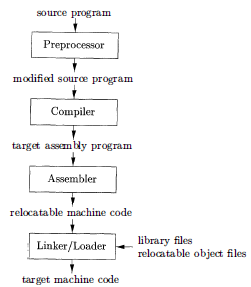 source program
Preprocessor
modified source program
Compiler
target assembly program
Assembler
relocatable machine code
Linker/Loader
library files
relocatable object files
target machine code